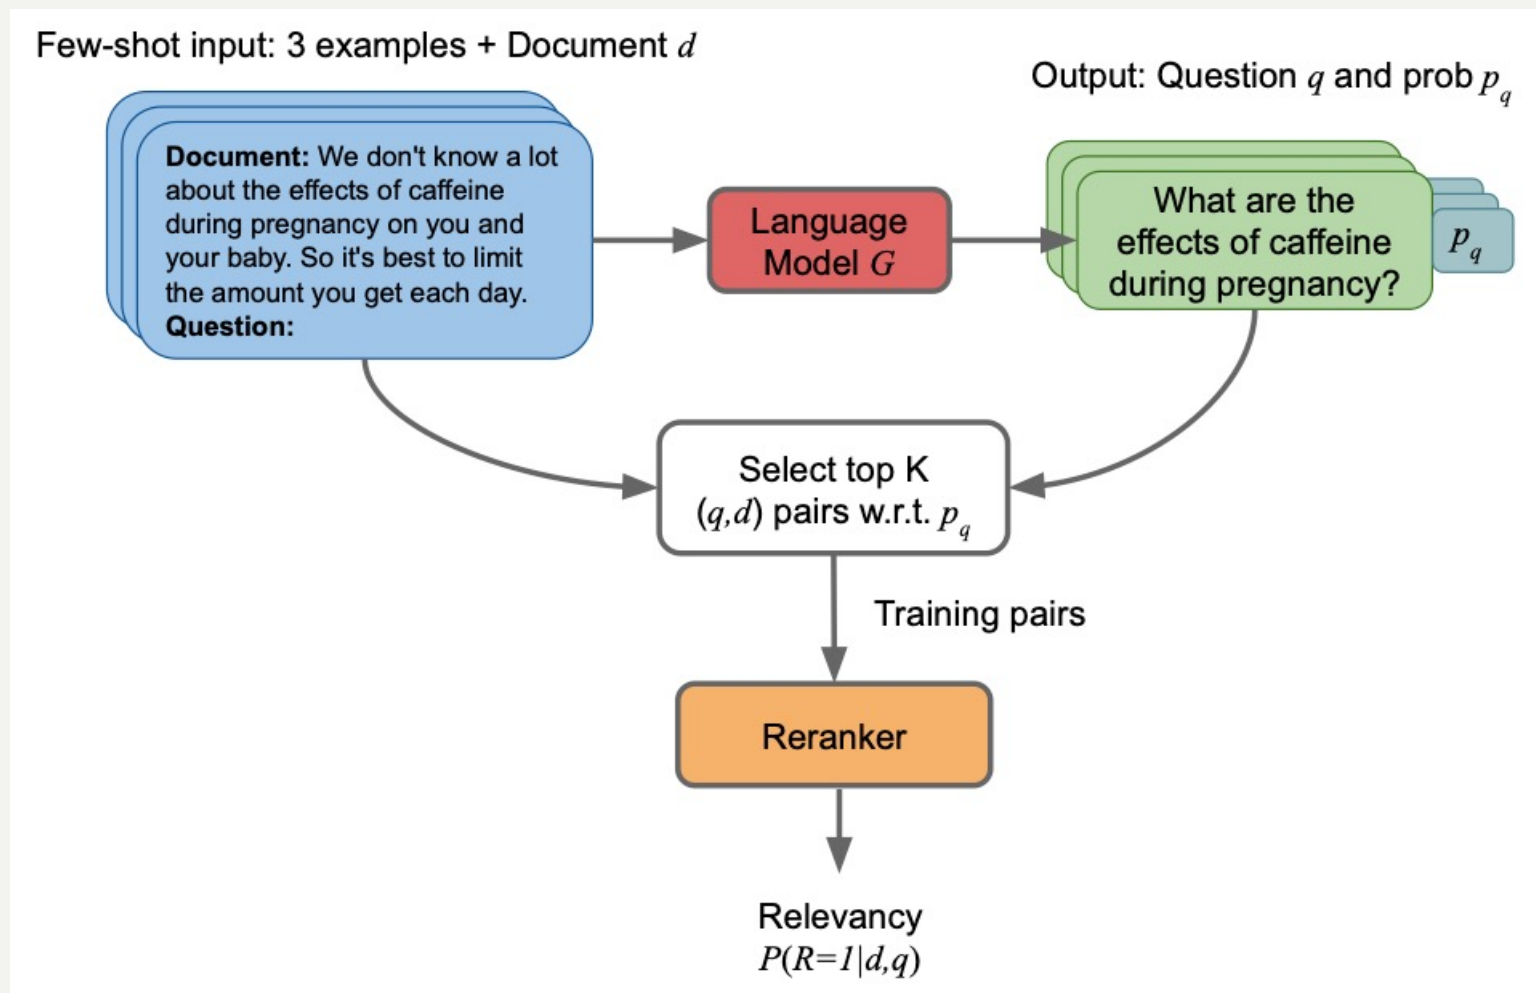 Few-shot input: 3 examples + Document d
Output: Question q and prob p_q
Document: We don't know a lot
about the effects of caffeine
during pregnancy on you and
your baby. So it's best to limit
the amount you get each day.
Question:
Language
Model G
What are the
effects of caffeine
during pregnancy?
p_q
Select top K
(q,d) pairs w.r.t. p_q
Training pairs
Reranker
Relevancy
P(R=1|d,q)